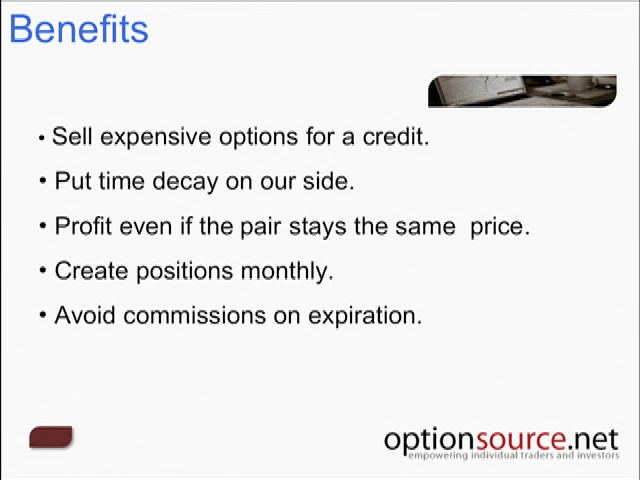 Benefits
• Sell expensive options for a credit.
• Put time decay on our side.
• Profit even if the pair stays the same  price.
• Create positions monthly.
• Avoid commissions on expiration.
optionsource.net
empowering individual traders and investors